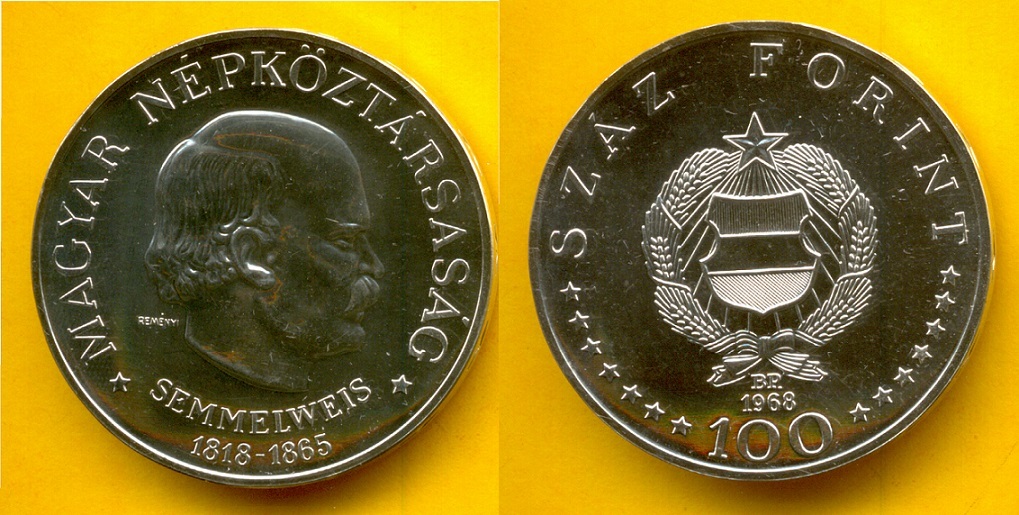 MAGYAR NÉPKÖZTÁRSASÁG
REMÉNYI
SEMMELWEIS
1818-1865
SZÁZ FORINT
BP.
1968
100